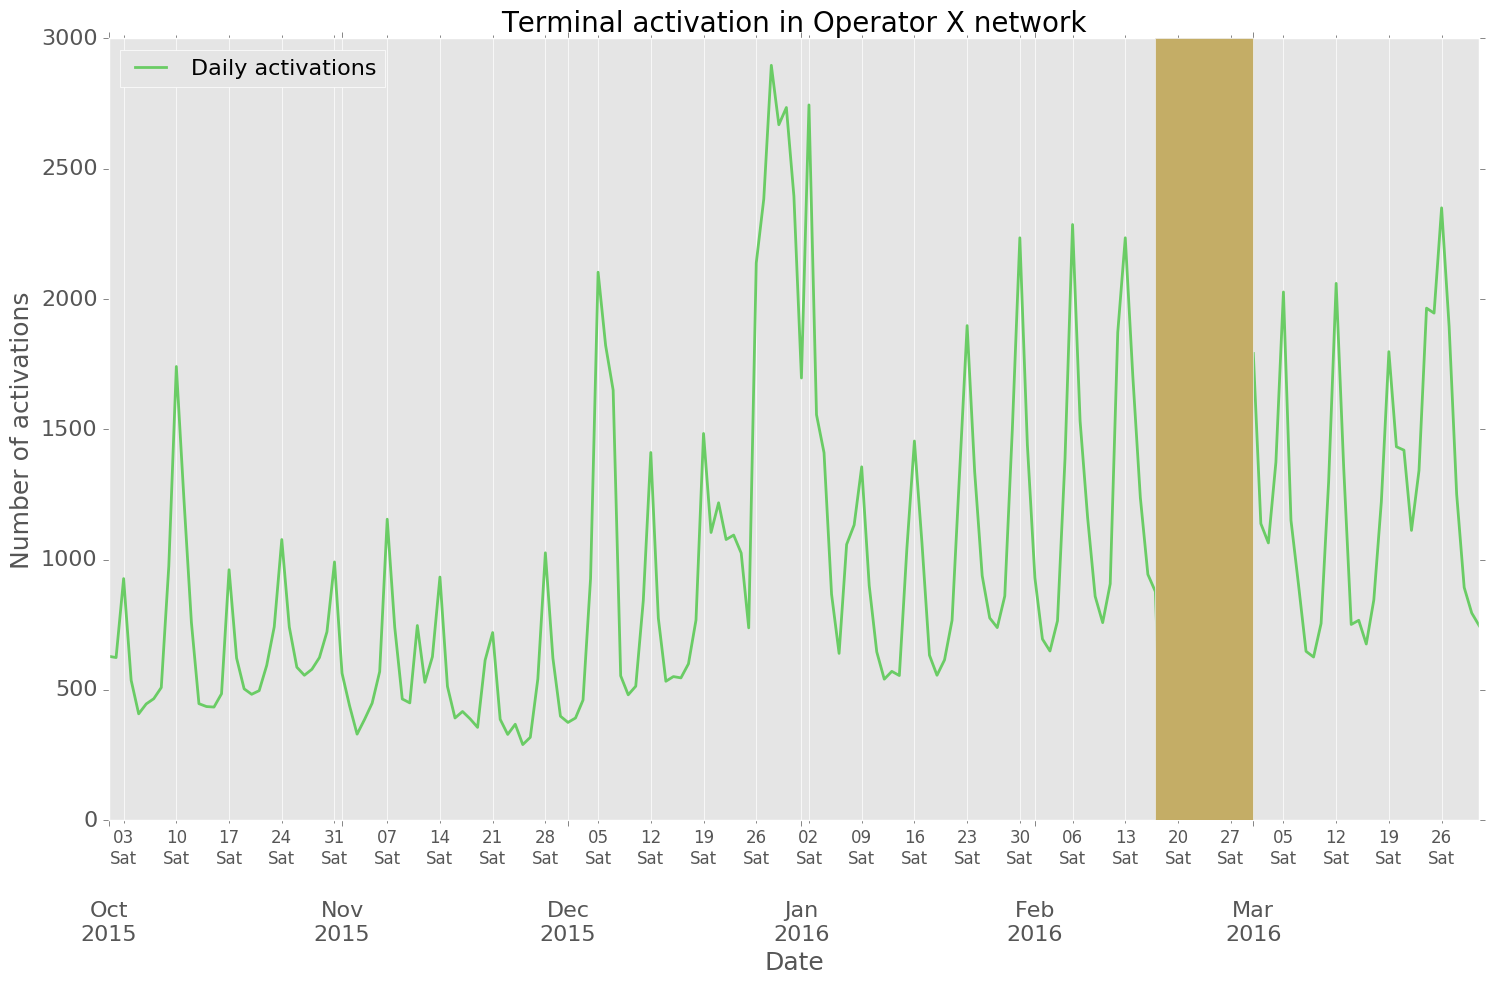 Terminal activation in Operator X network
Daily activations
Number of activations
3000
2500
2000
1500
1000
500
0
03 10 17 24 31 07 14 21 28 05 12 19 26 02 09 16 23 30 06 13 20 27 05 12 19 26
Sat Sat Sat Sat Sat Sat Sat Sat Sat Sat Sat Sat Sat Sat Sat Sat Sat Sat Sat Sat Sat Sat Sat Sat Sat Sat
Oct Nov Dec Jan Feb Mar
2015 2015 2015 2016 2016 2016
Date